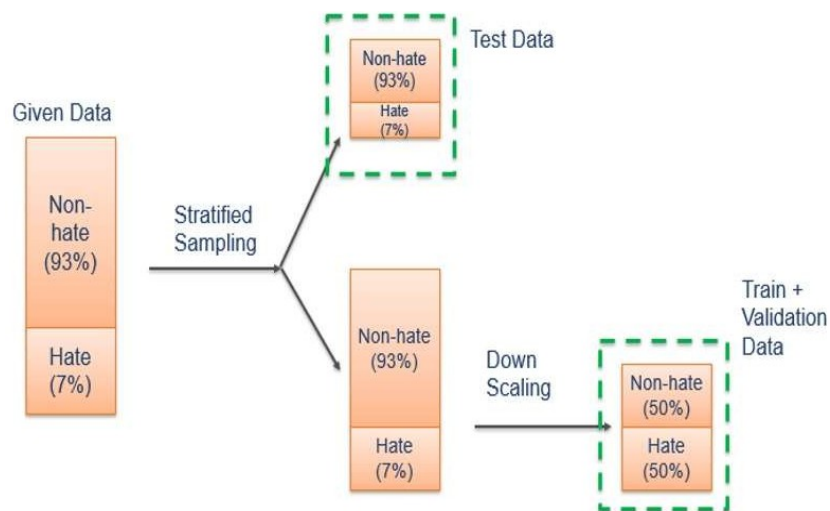 Given Data
Non-
hate
(93%)
Hate
(7%)
Stratified
Sampling
Non-hate
(93%)
Hate
(7%)
Test Data
Non-hate
(93%)
Hate
(7%)
Down
Scaling
Train +
Validation
Data
Non-hate
(50%)
Hate
(50%)